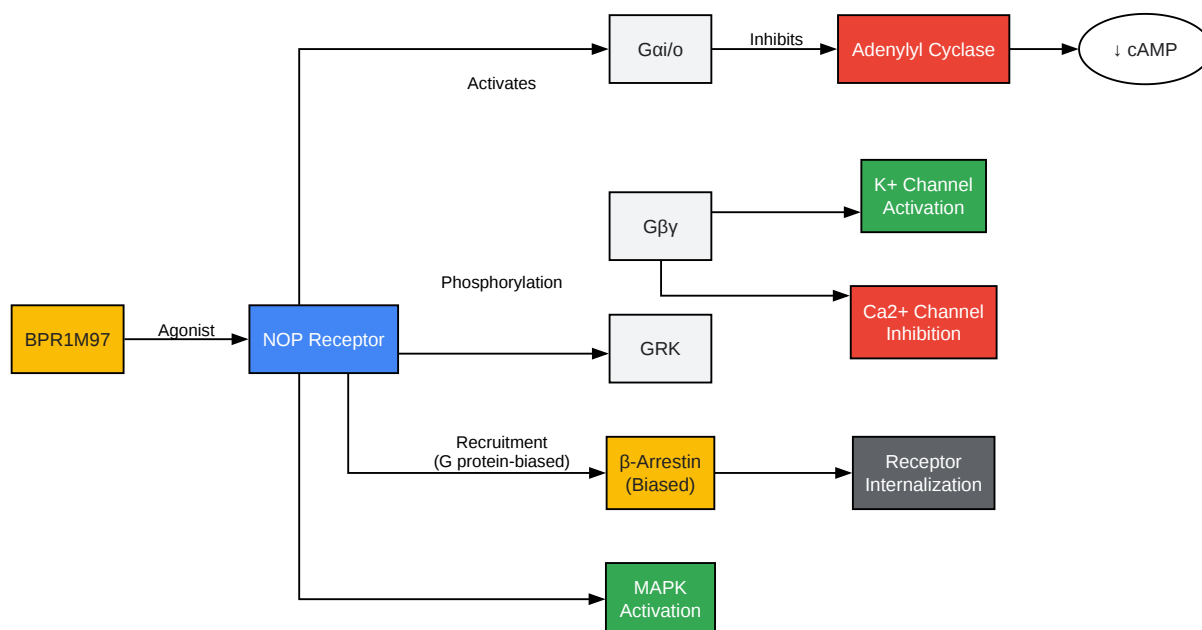 Gαi/o
Inhibits
Adenylyl Cyclase
↓ cAMP
Activates
K+ Channel
Activation
Gβγ
Phosphorylation
Ca2+ Channel
Inhibition
BPR1M97
Agonist
NOP Receptor
GRK
Recruitment
(G protein-biased)
β-Arrestin
(Biased)
Receptor
Internalization
MAPK
Activation